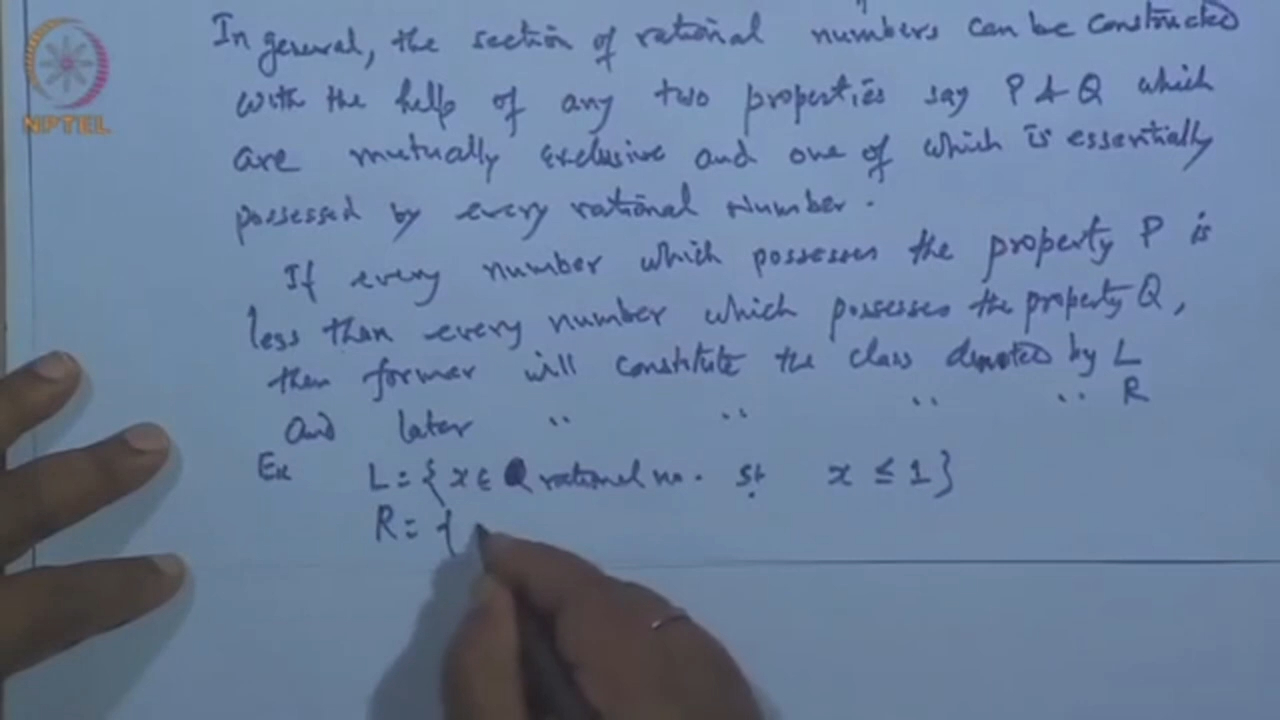 In general, the section of rational numbers can be constructed
with the help of any two properties say P & Q which
are mutually exclusive and one of which is essentially
possessed by every rational number.
If every number which possesses the property P is
less than every number which possesses the property Q,
then former will constitute the class denoted by L
And later " " " " R
Ex L = { x ∈ rational no. st x ≤ 1 }
R = {
NPTEL